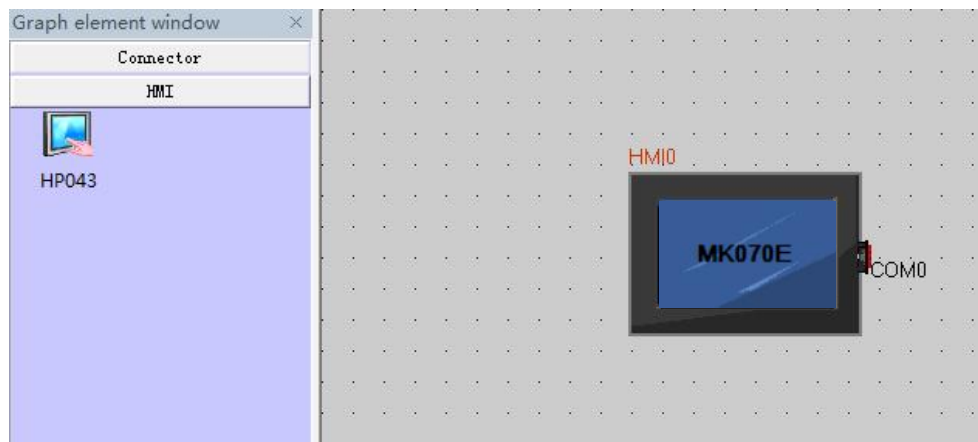 Graph element window
Connector
HMI
HP043
HMI0
MK070E
COM0